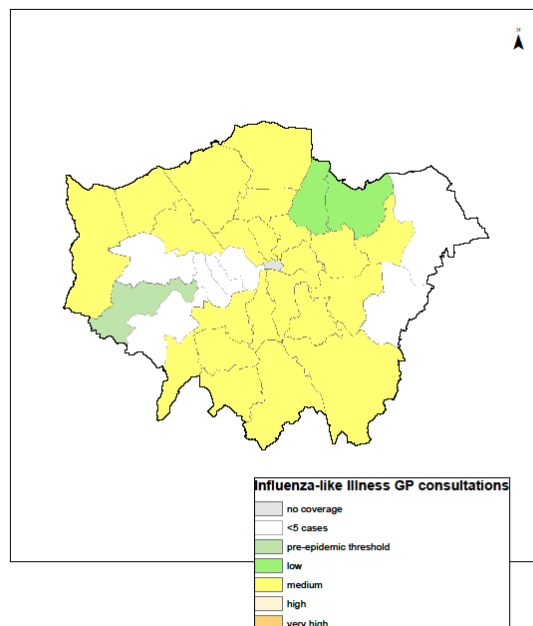 N
Influenza-like Illness GP consultations
no coverage
<5 cases
pre-epidemic threshold
low
medium
high
very high